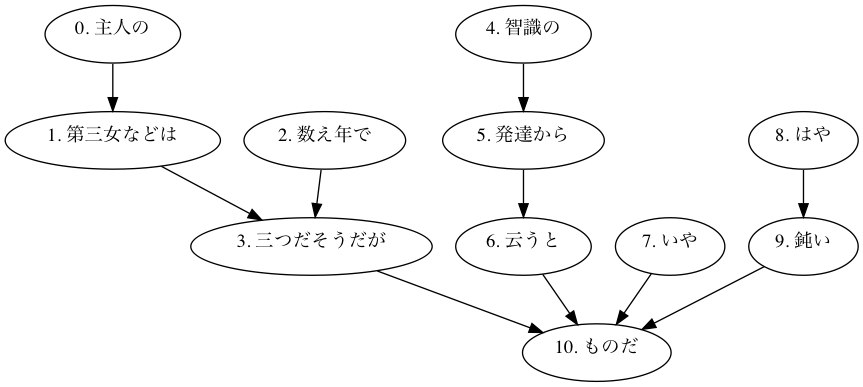 0. 主人の
4. 智識の
1. 第三女などは
2. 数え年で
5. 発達から
8. はや
3. 三つだそうだが
6. 云うと
7. いや
9. 鈍い
10. ものだ